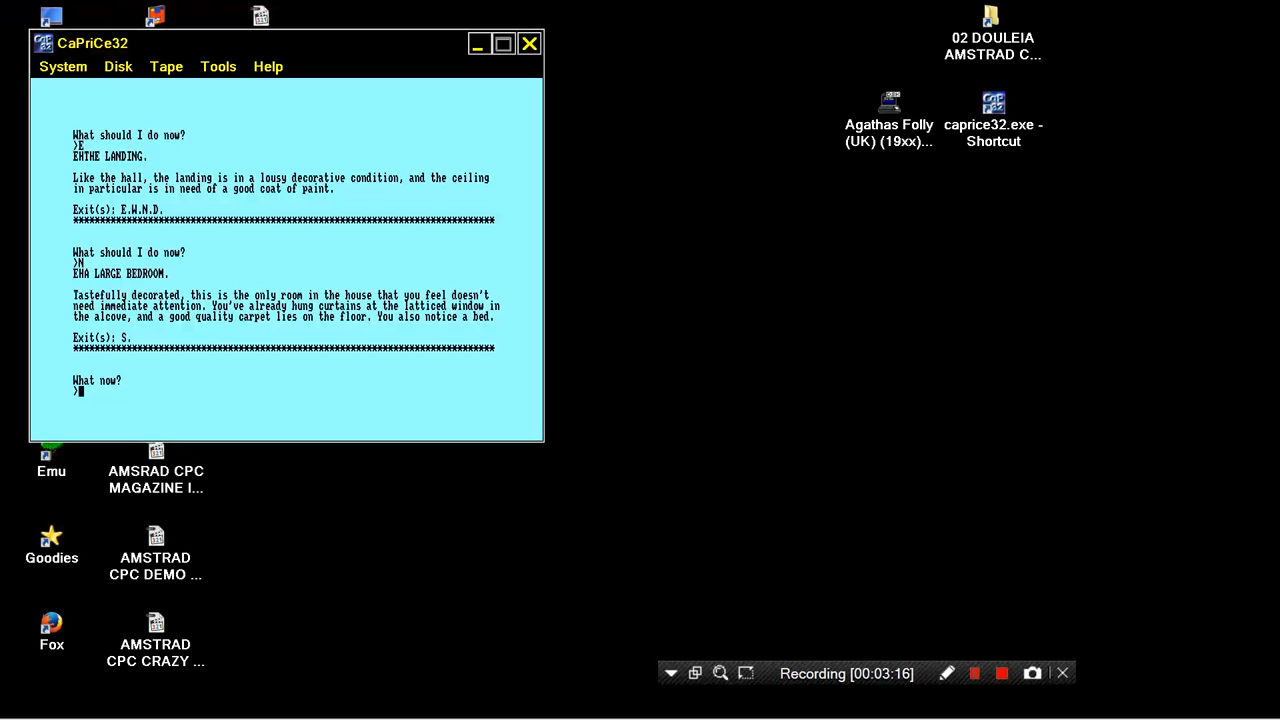 CaPriCe32
System Disk Tape Tools Help
What should I do now?
>E
EHTHE LANDING.
Like the hall, the landing is in a lousy decorative condition, and the ceiling
in particular is in need of a good coat of paint.
Exit(s): E.W.N.D.
*******************************************************************************
What should I do now?
>N
EHA LARGE BEDROOM.
Tastefully decorated, this is the only room in the house that you feel doesn't
need immediate attention. You've already hung curtains at the latticed window in
the alcove, and a good quality carpet lies on the floor. You also notice a bed.
Exit(s): S.
*******************************************************************************
What now?
>
Emu
AMSRAD CPC
MAGAZINE I...
Goodies
AMSTRAD
CPC DEMO ...
Fox
AMSTRAD
CPC CRAZY ...
02 DOULEIA
AMSTRAD C...
Agathas Folly
(UK) (19xx)...
caprice32.exe -
Shortcut
Recording [00:03:16]